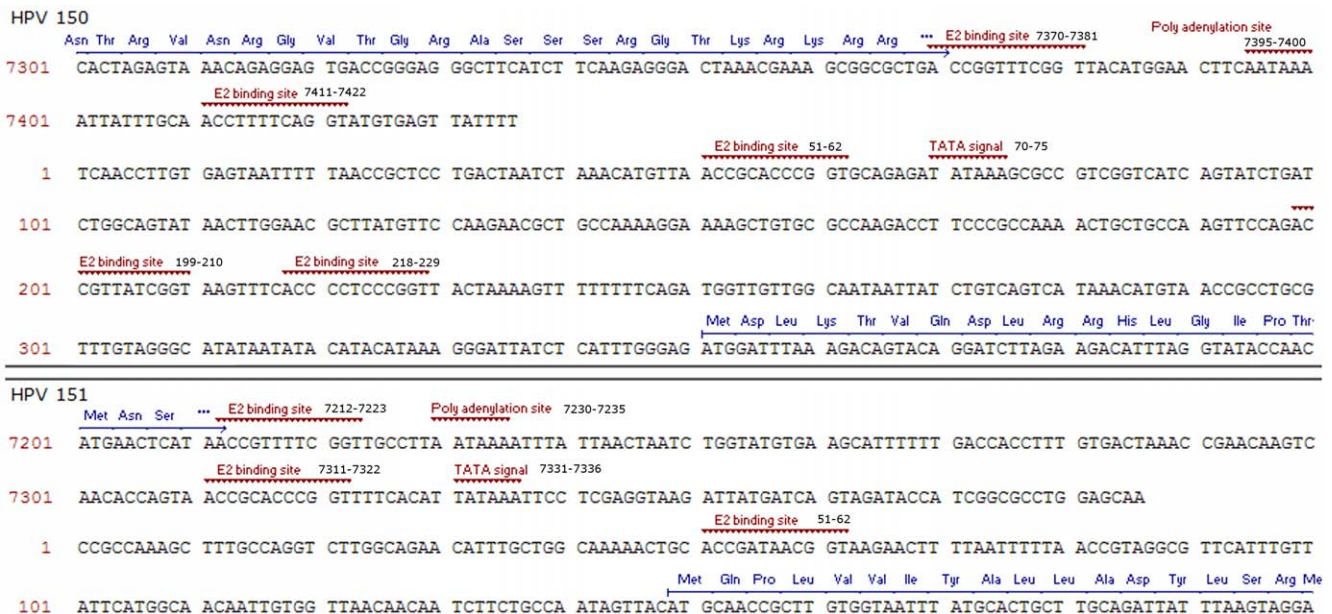 HPV 150
E2 binding site 7370-7381 Poly adenylation site
Asn Thr Arg Val Asn Arg Gly Val Thr Gly Arg Ala Ser Ser Ser Arg Gly Thr Lys Arg Lys Arg Arg ••• 7395-7400
7301 CACTAGAGTA AACAGAGGAG TGACCGGGAG GGCTTCATCT TCAAGAGGGA CTAAACGAAA GCGGCGCTGA CCGGTTTCGG TTACATGGAA CTTCAATAAA
E2 binding site 7411-7422
7401 ATTATTTGCA ACCTTTTCAG GTATGTGAGT TATTTT
E2 binding site 51-62 TATA signal 70-75
1 TCAACCTTGT GAGTAATTTT TAACCGCTCC TGACTAATCT AAACATGTTA ACCGCACCCG GTGCAGAGAT ATAAAGCGCC GTCGGTCATC AGTATCTGAT
101 CTGGCAGTAT AACTTGGAAC GCTTATGTTC CAAGAACGCT GCCAAAAGGA AAAGCTGTGC GCCAAGACCT TCCCGCCAAA ACTGCTGCCA AGTTCCAGAC
E2 binding site 199-210 E2 binding site 218-229
201 CGTTATCGGT AAGTTTCACC CCTCCCGGTT ACTAAAAGTT TTTTTTCAGA TGGTTGTTGG CAATAATTAT CTGTCAGTCA TAAACATGTA ACCGCCTGCG
Met Asp Leu Lys Thr Val Gln Asp Leu Arg Arg His Leu Gly Ile Pro Thr
301 TTTGTAGGGC ATATAATATA CATACATAAA GGGATTATCT CATTTGGGAG ATGGATTTAA AGACAGTACA GGATCTTAGA AGACATTTAG GTATACCAAC
HPV 151
Met Asn Ser ••• E2 binding site 7212-7223 Poly adenylation site 7230-7235
7201 ATGAACTCAT AACCGTTTTC GGTTGCCTTA ATAAAATTTA TTAACTAATC TGGTATGTGA AGCATTTTTT GACCACCTTT GTGACTAAAC CGAACAAGTC
E2 binding site 7311-7322 TATA signal 7331-7336
7301 AACACCAGTA ACCGCACCCG GTTTTCACAT TATAAATTCC TCGAGGTAAG ATTATGATCA GTAGATACCA TCGGCGCCTG GAGCAA
E2 binding site 51-62
1 CCGCCAAAGC TTTGCCAGGT CTTGGCAGAA CATTTGCTGG CAAAAACTGC ACCGATAACG GTAAGAACTT TTAATTTTTA ACCGTAGGCG TTCATTTGTT
Met Gln Pro Leu Val Val Ile Tyr Ala Leu Leu Ala Asp Tyr Leu Ser Arg Me
101 ATTCATGGCA ACAATTGTGG TTAACAACAA TCTTCTGCCA ATAGTTACAT GCAACCGCTT GTGGTAATTT ATGCACTGCT TGCAGATTAT TTAAGTAGGA